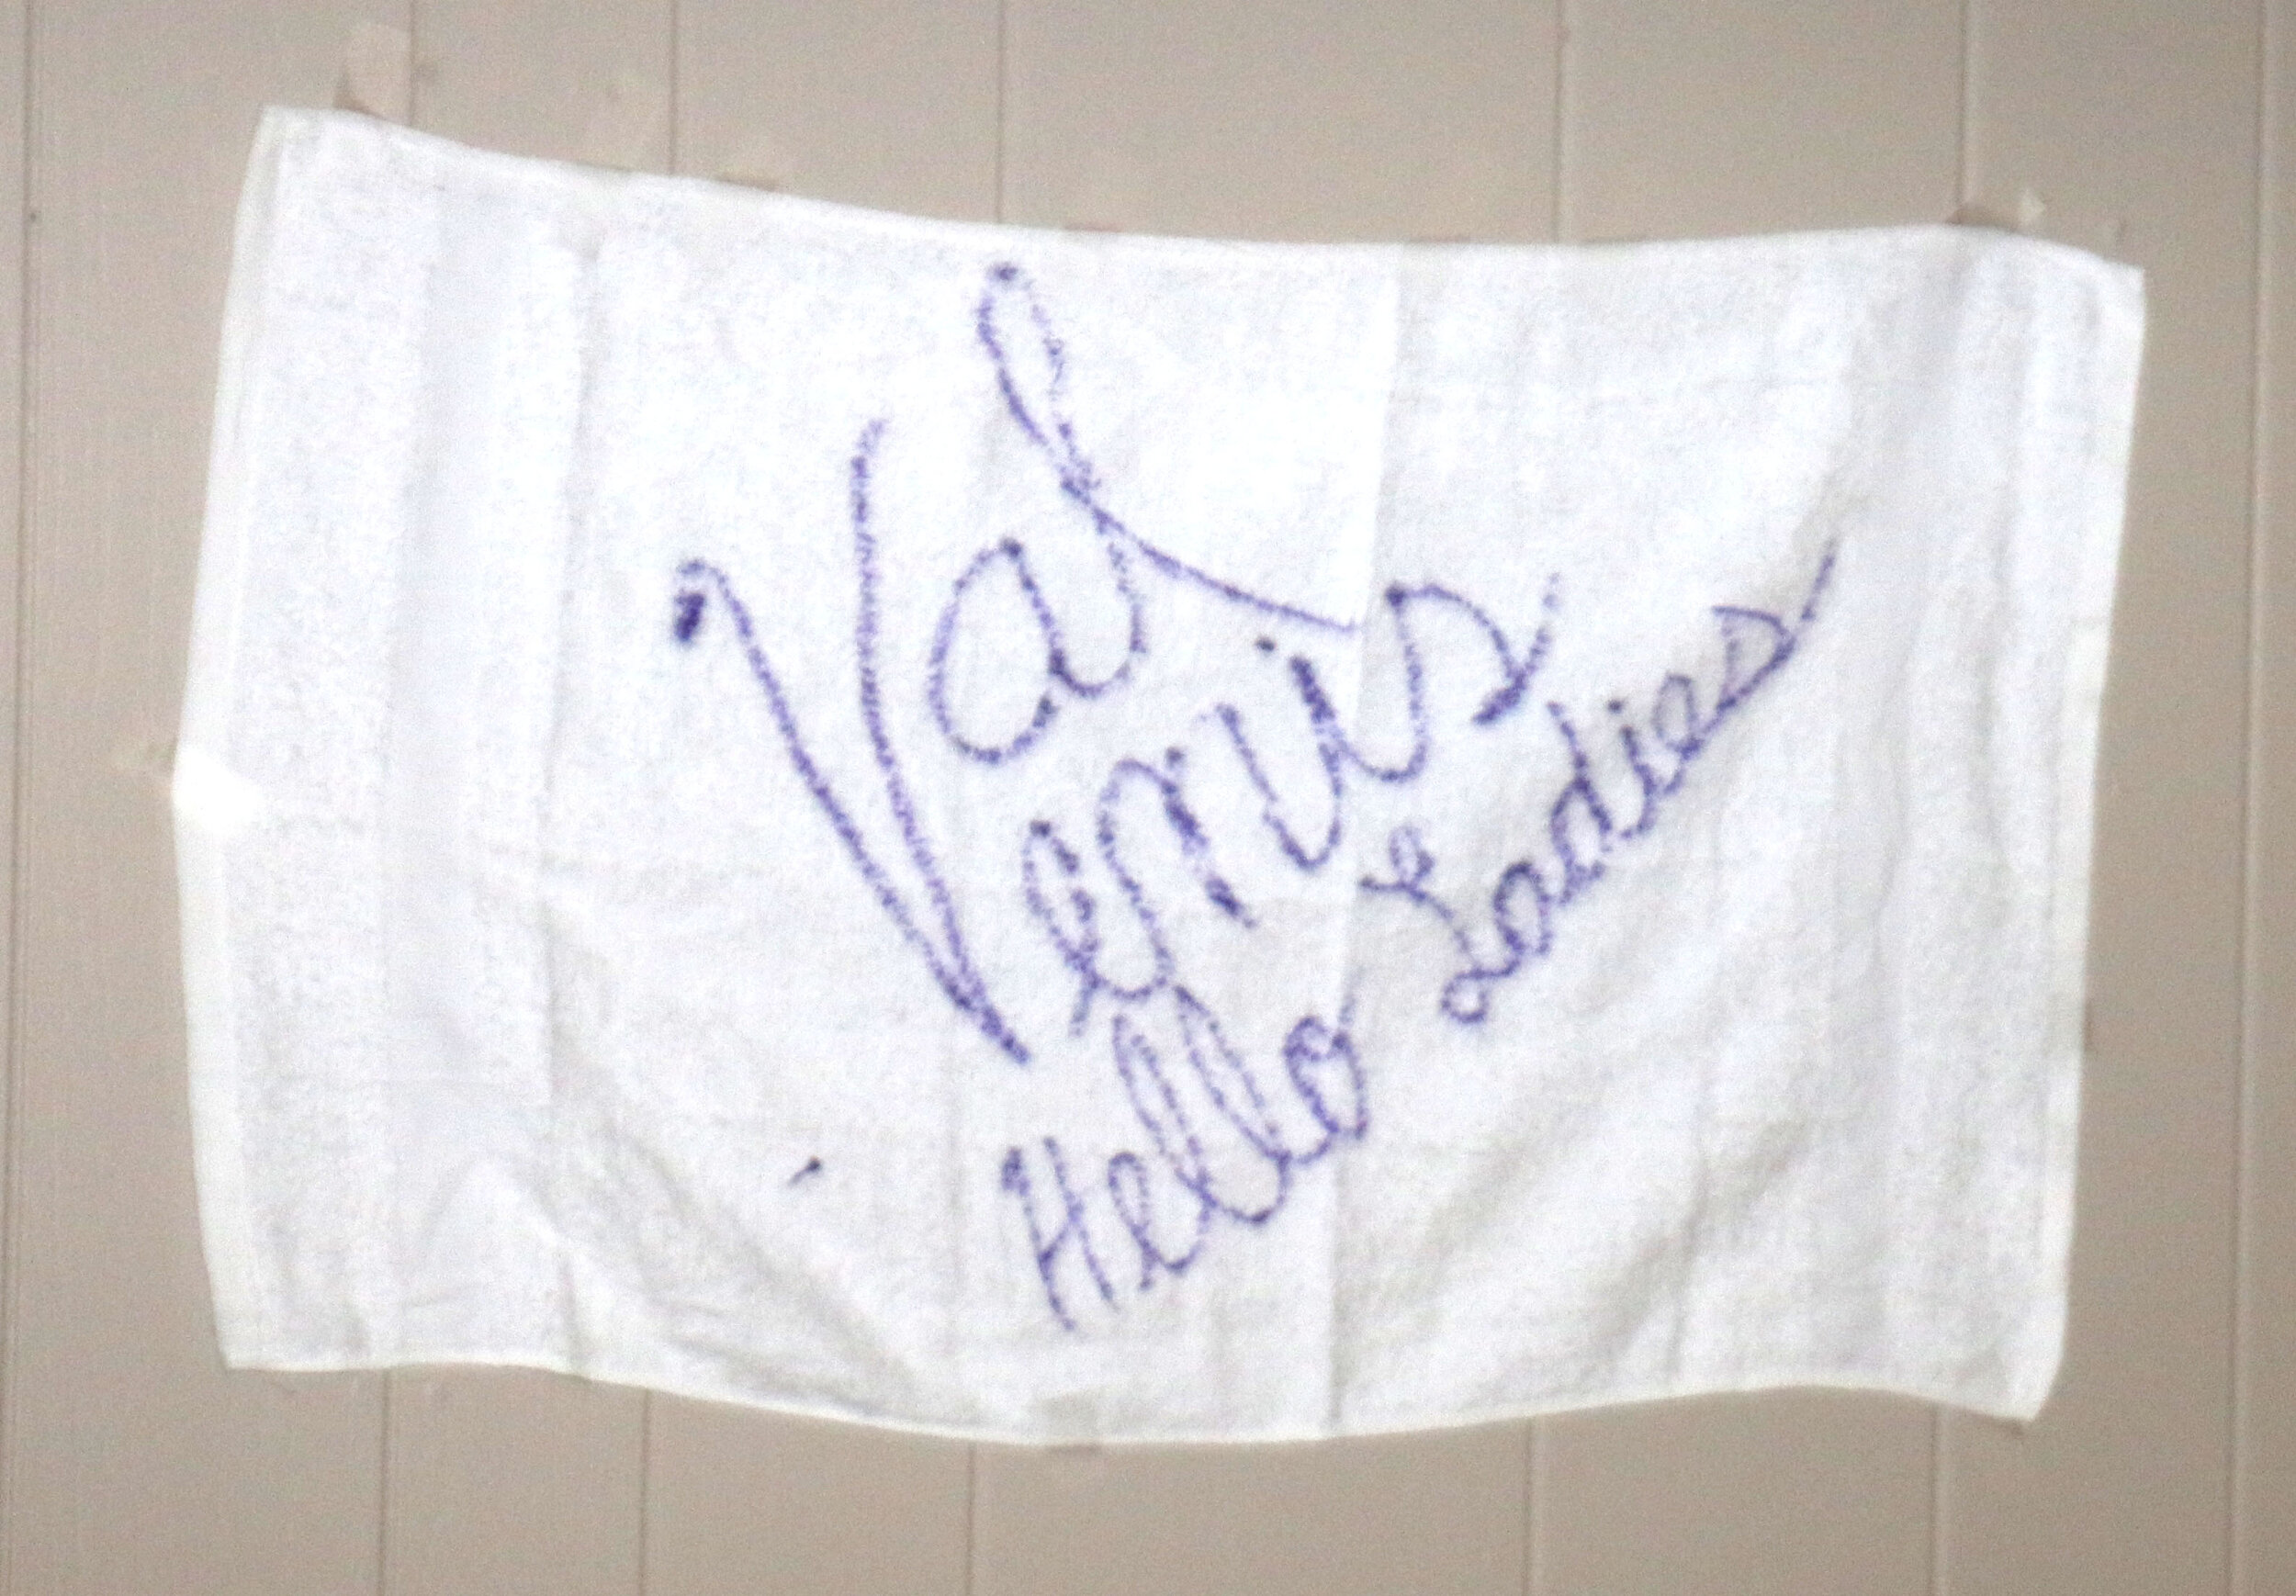 Val
Venis
Hello Ladies